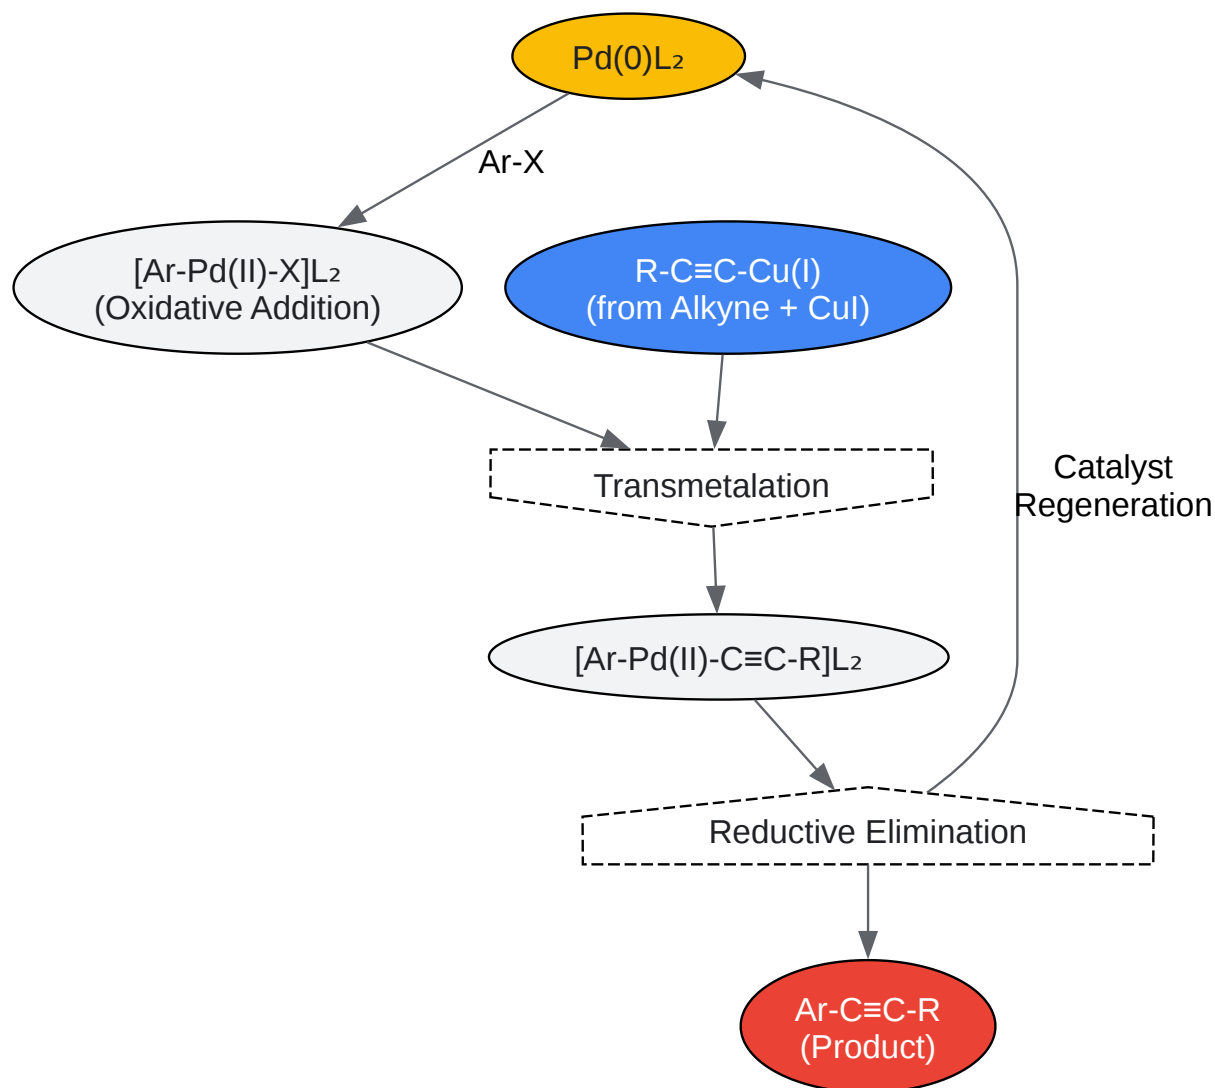 Pd(0)L₂
Ar-X
[Ar-Pd(II)-X]L₂
(Oxidative Addition)
R-C≡C-Cu(I)
(from Alkyne + CuI)
Transmetalation
Catalyst
Regeneration
[Ar-Pd(II)-C≡C-R]L₂
Reductive Elimination
Ar-C≡C-R
(Product)